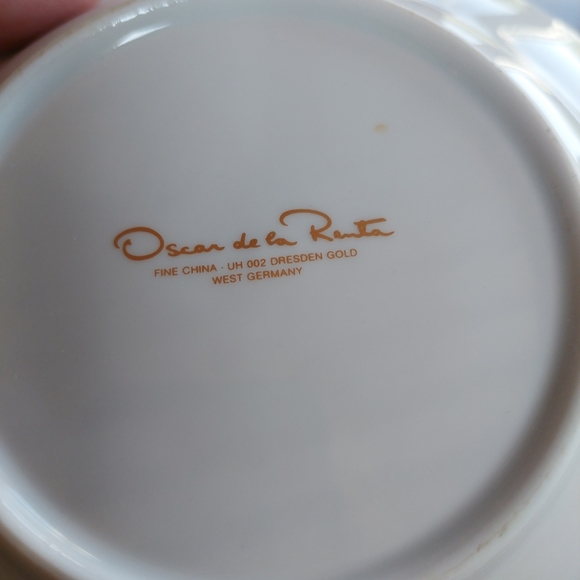 Oscar de la Renta
FINE CHINA · UH 002 DRESDEN GOLD
WEST GERMANY